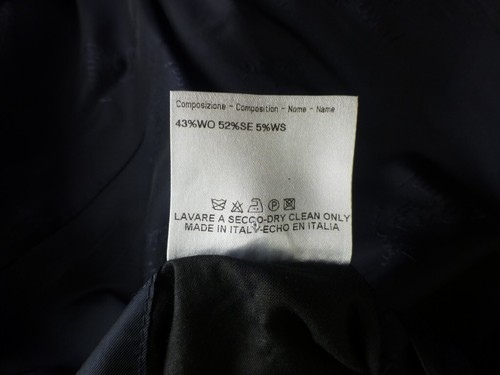 Composizione - Composition - Nome - Name
43%WO 52%SE 5%WS
LAVARE A SECCO-DRY CLEAN ONLY
MADE IN ITALY-ECHO EN ITALIA